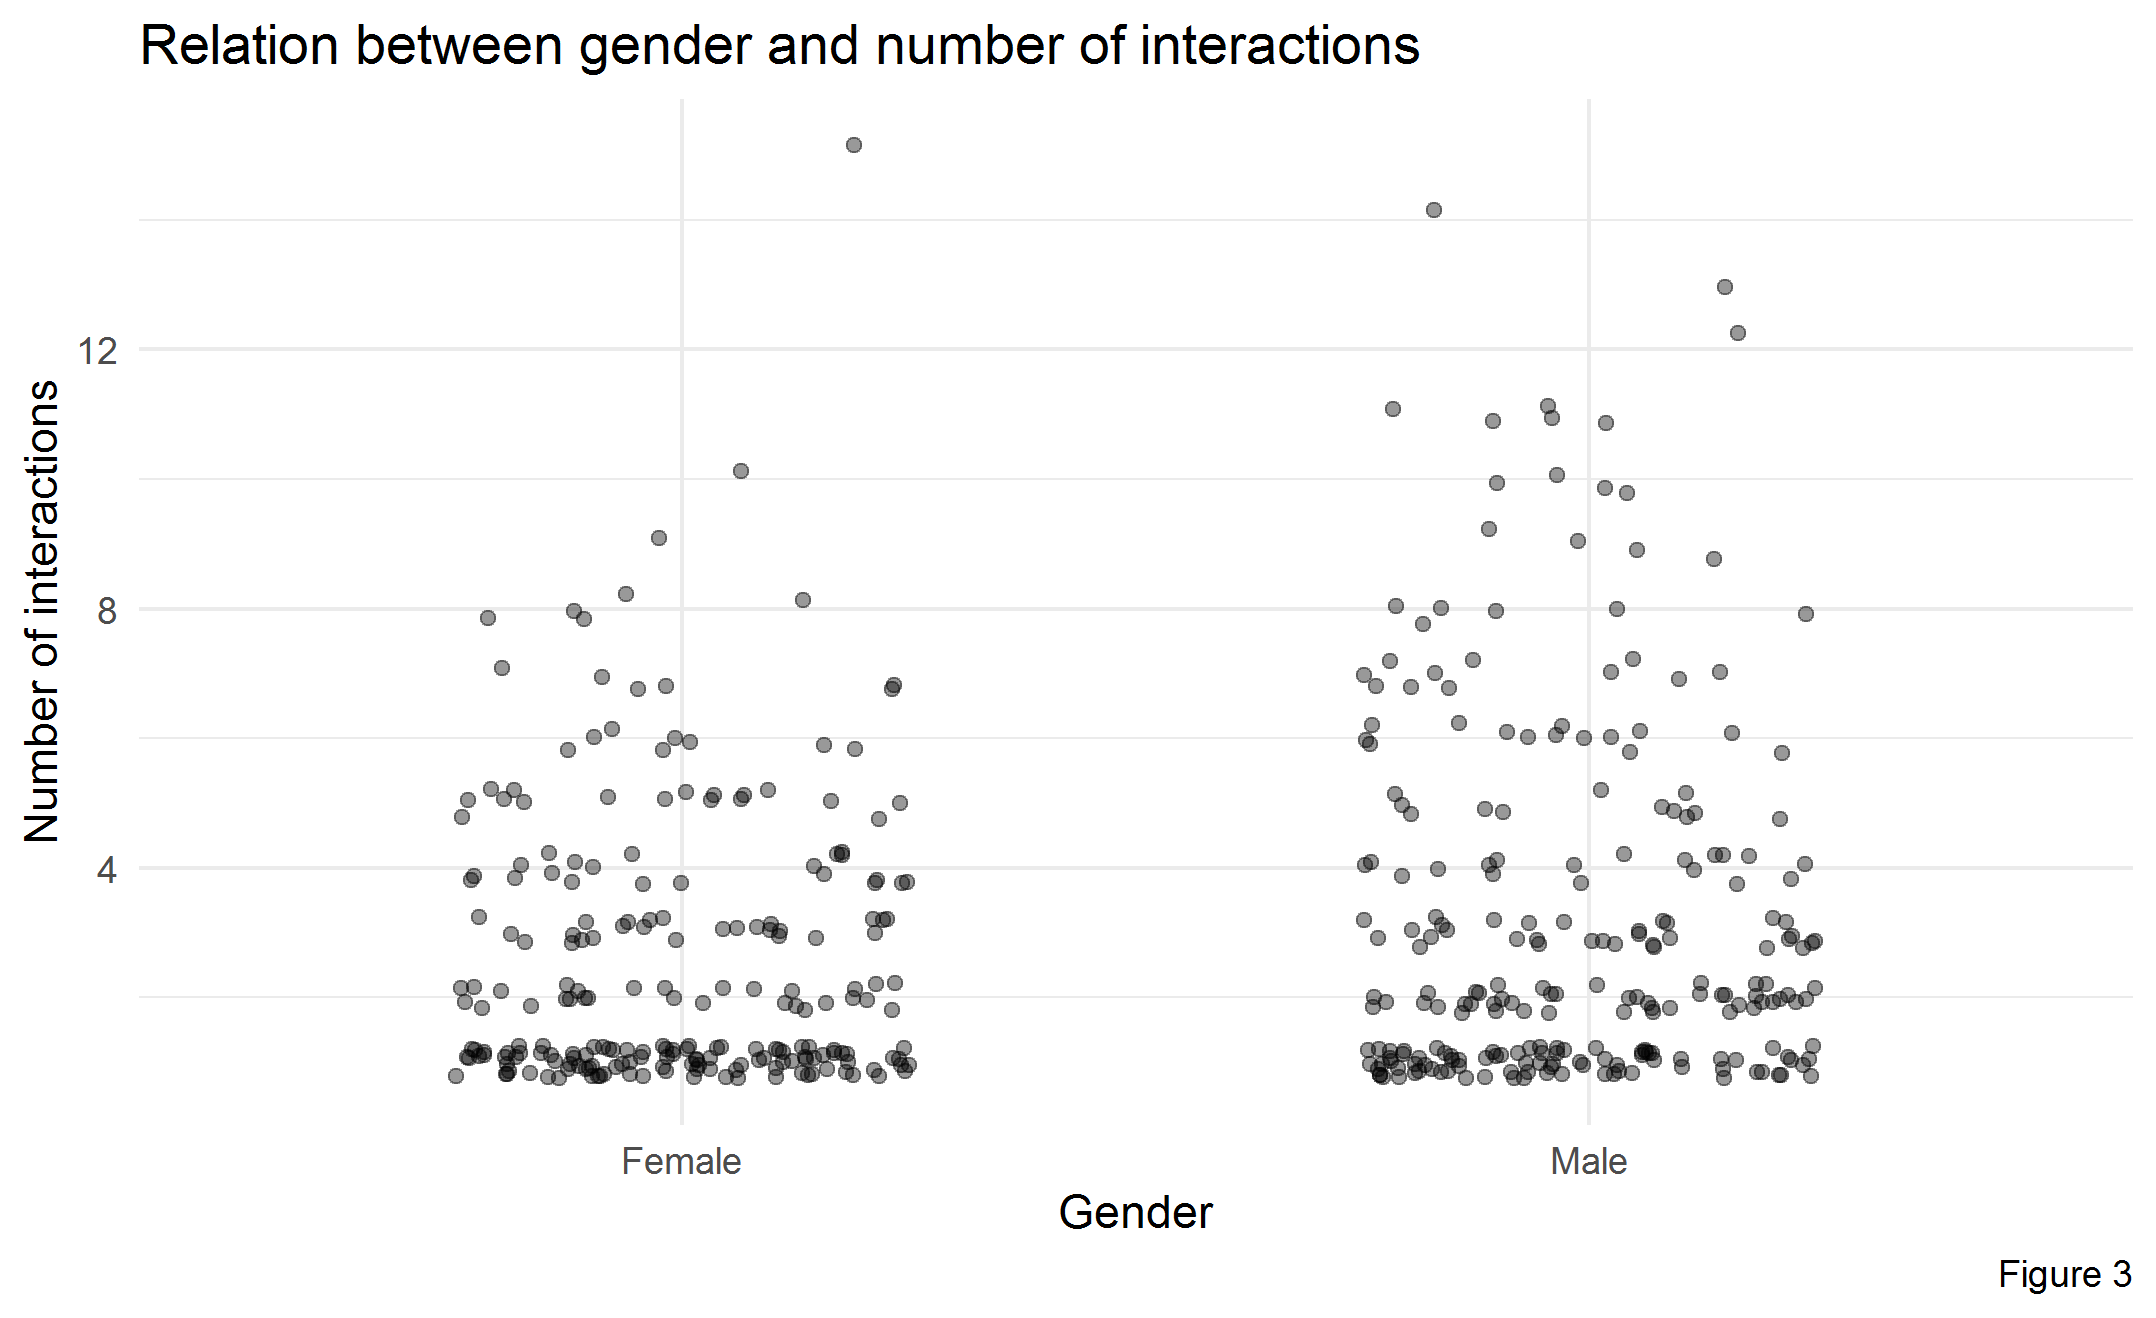 Relation between gender and number of interactions
Number of interactions
12
8
4
Female
Male
Gender
Figure 3